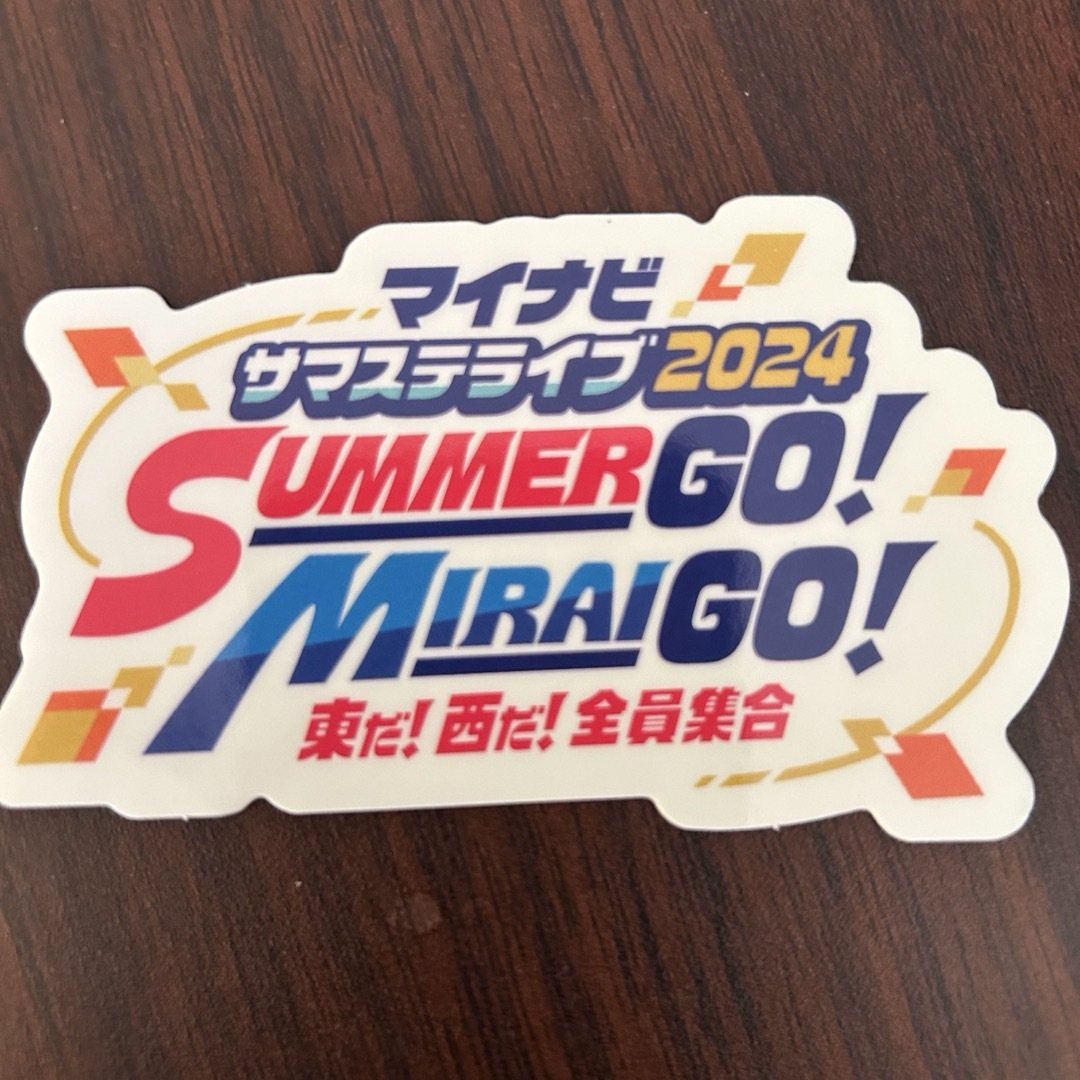 マイナビ
サマステライブ2024
SUMMER GO!
MIRAI GO!
東だ! 西だ! 全員集合